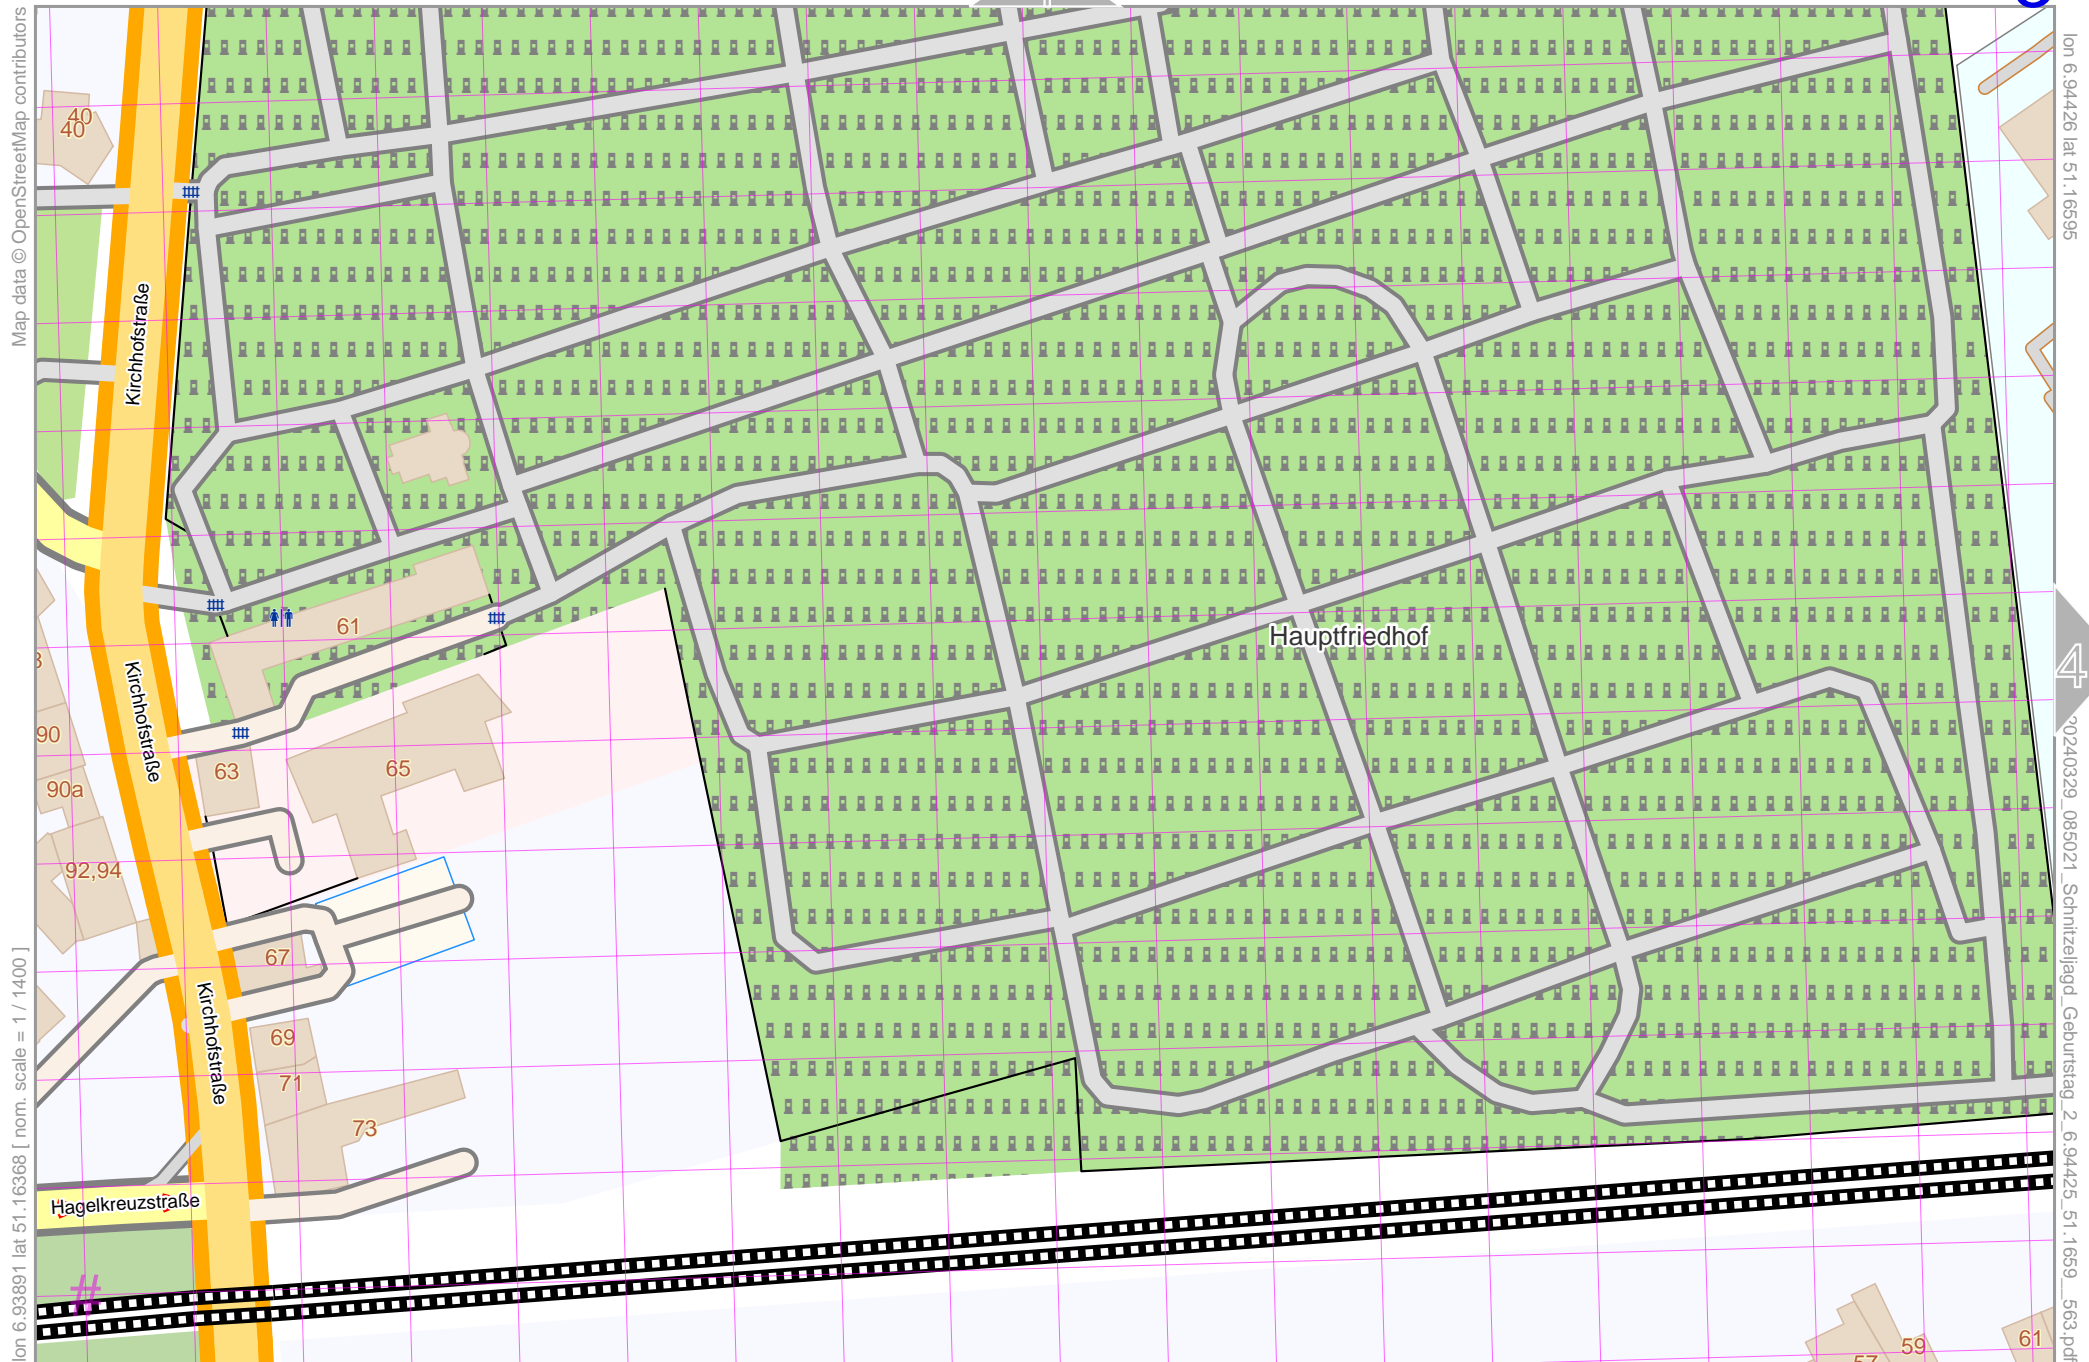 Map data © OpenStreetMap contributors
lon 6.93891 lat 51.16368 [ nom. scale = 1 / 1400 ]
lon 6.94426 lat 51.16595
20240329_085021_Schnitzeljagd_Geburtstag_2_6.94425_51.1659__563.pdf
4
40
40
Kirchhofstraße
61
Hauptfriedhof
Kirchhofstraße
90
63
65
90a
92,94
67
Kirchhofstraße
69
71
73
Hagelkreuzstraße
#
59
61
57